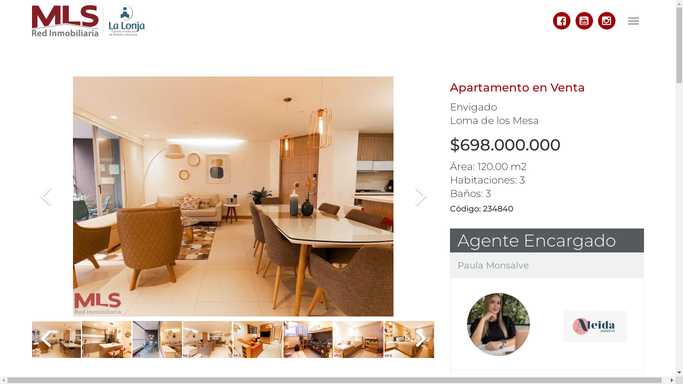 MLS
Red Inmobiliaria
La Lonja
Apartamento en Venta
Envigado
Loma de los Mesa
$698.000.000
Área: 120.00 m2
Habitaciones: 3
Baños: 3
Código: 234840
MLS
Red Inmobiliaria
Agente Encargado
Paula Monsalve
Aleida